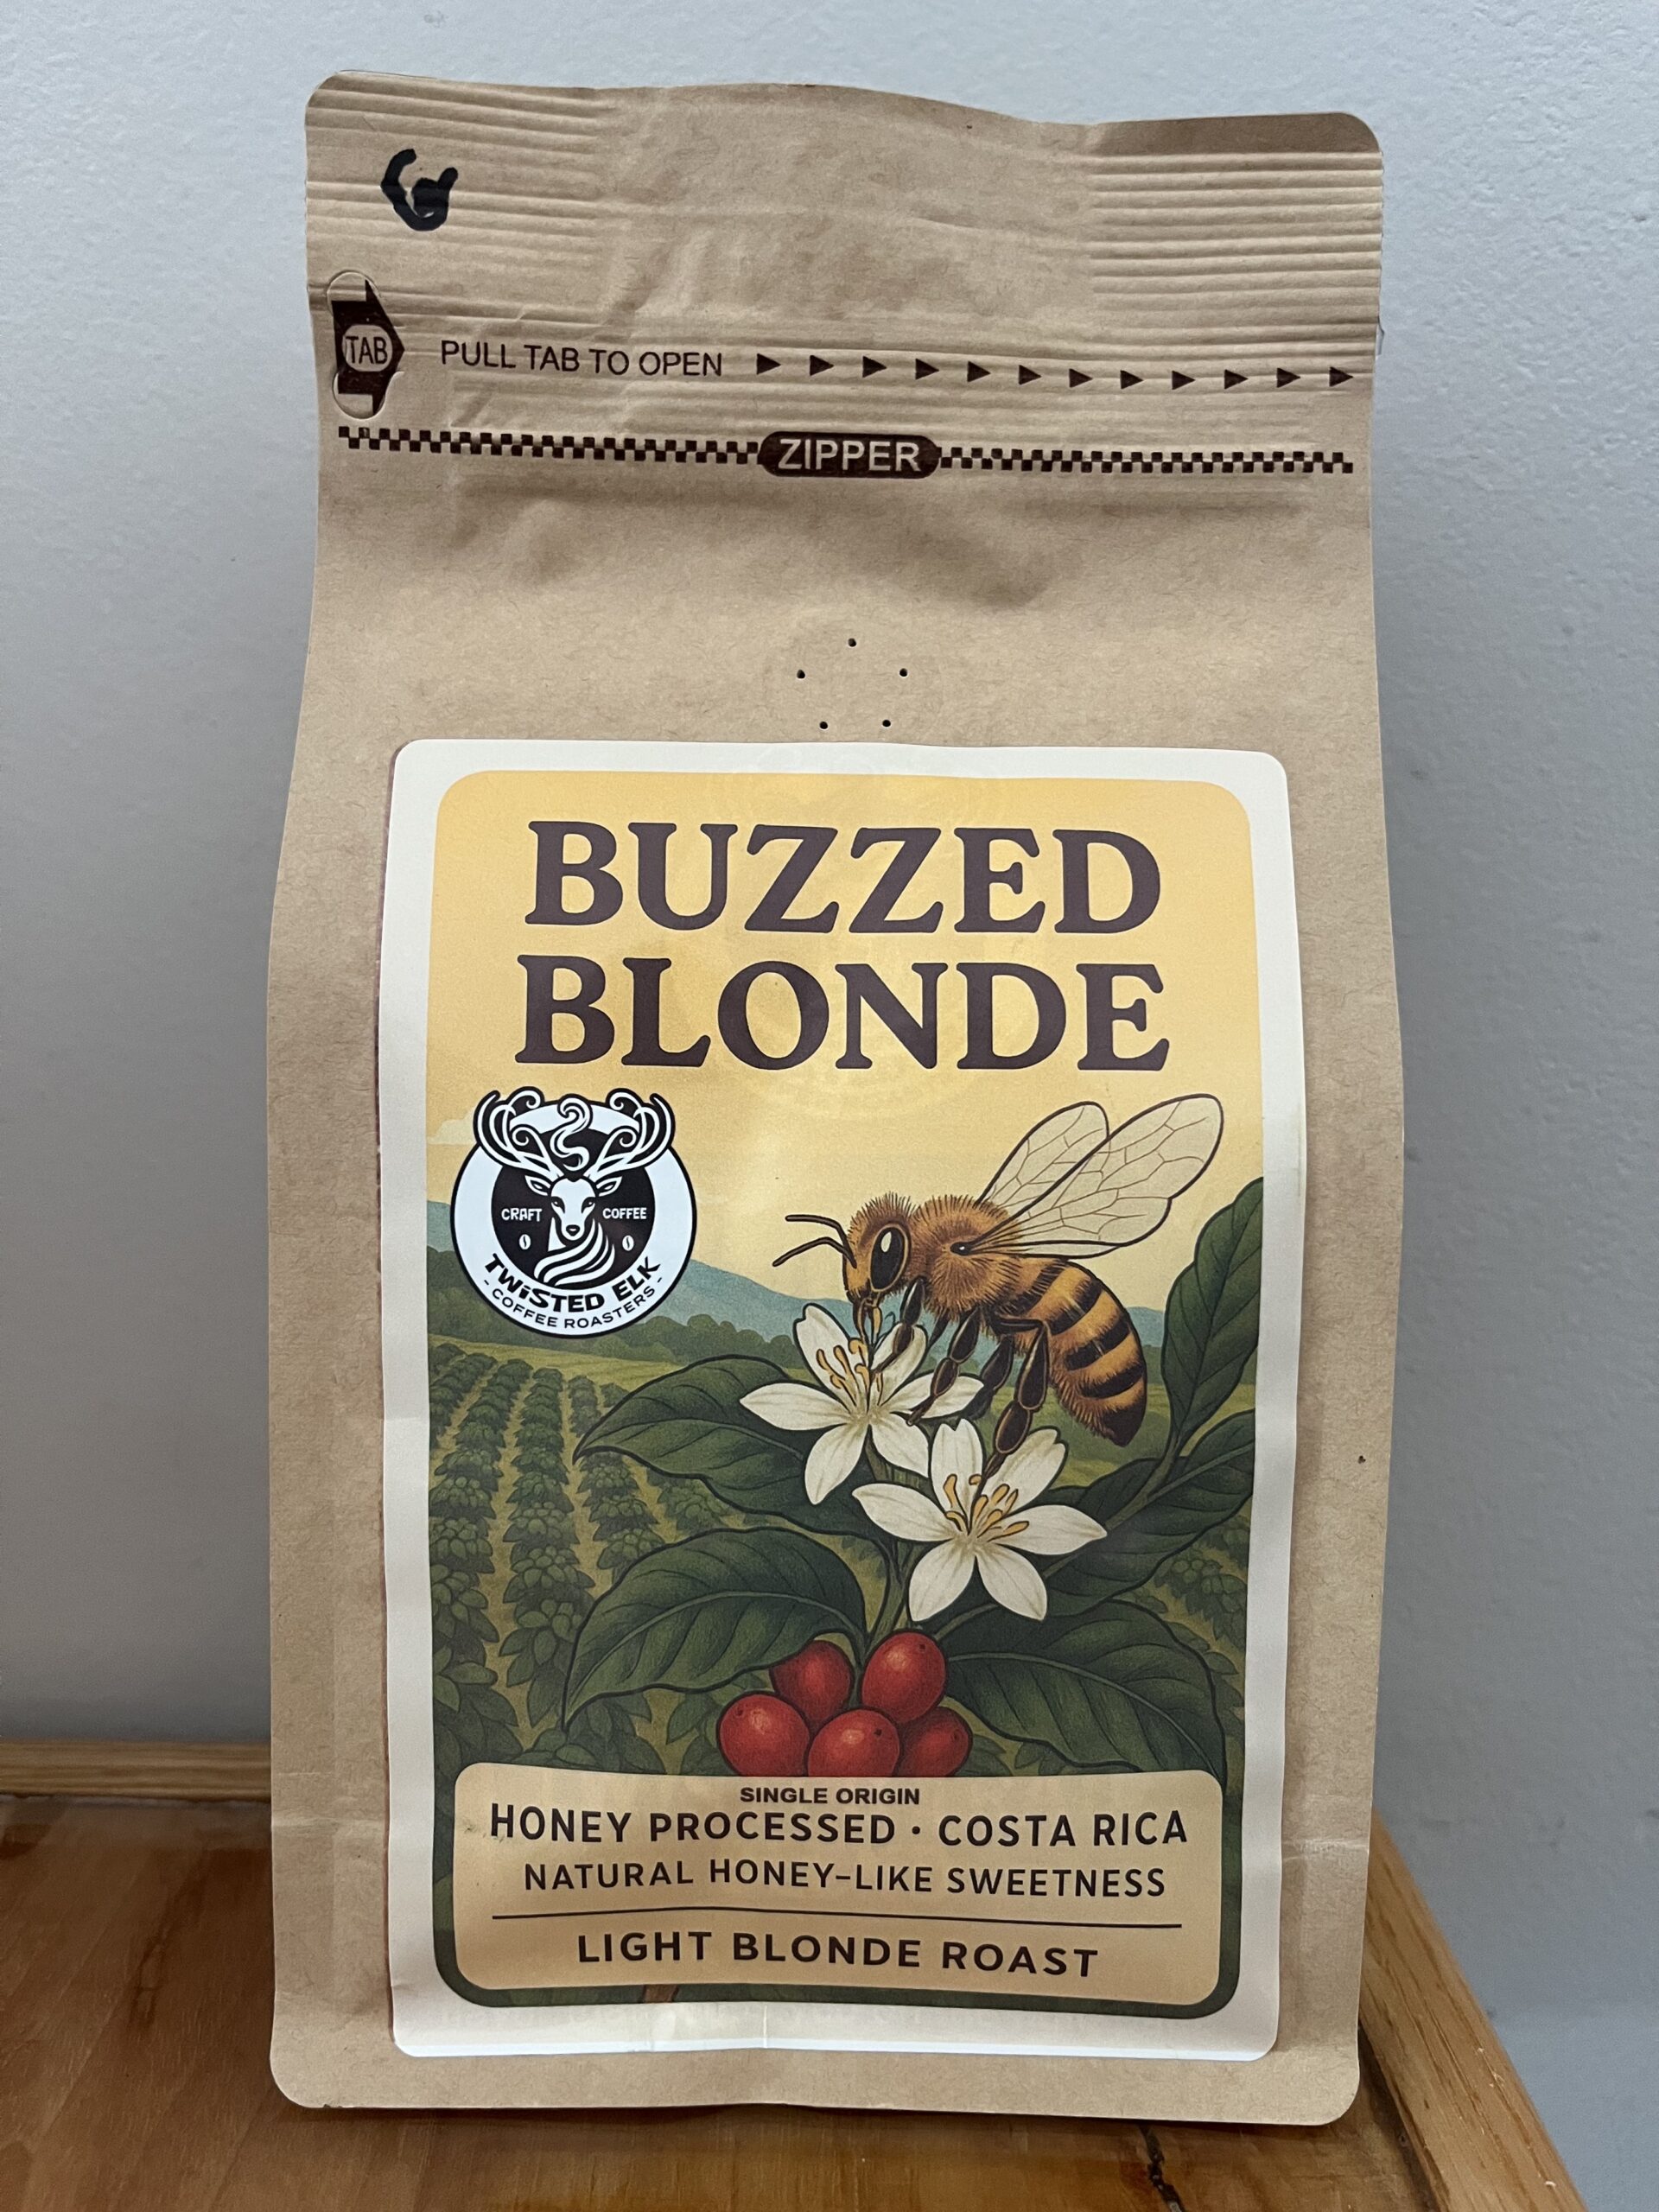 G
TAB
PULL TAB TO OPEN
ZIPPER
BUZZED
BLONDE
CRAFT COFFEE
TWiSTED ELK
- COFFEE ROASTERS -
SINGLE ORIGIN
HONEY PROCESSED · COSTA RICA
NATURAL HONEY-LIKE SWEETNESS
LIGHT BLONDE ROAST